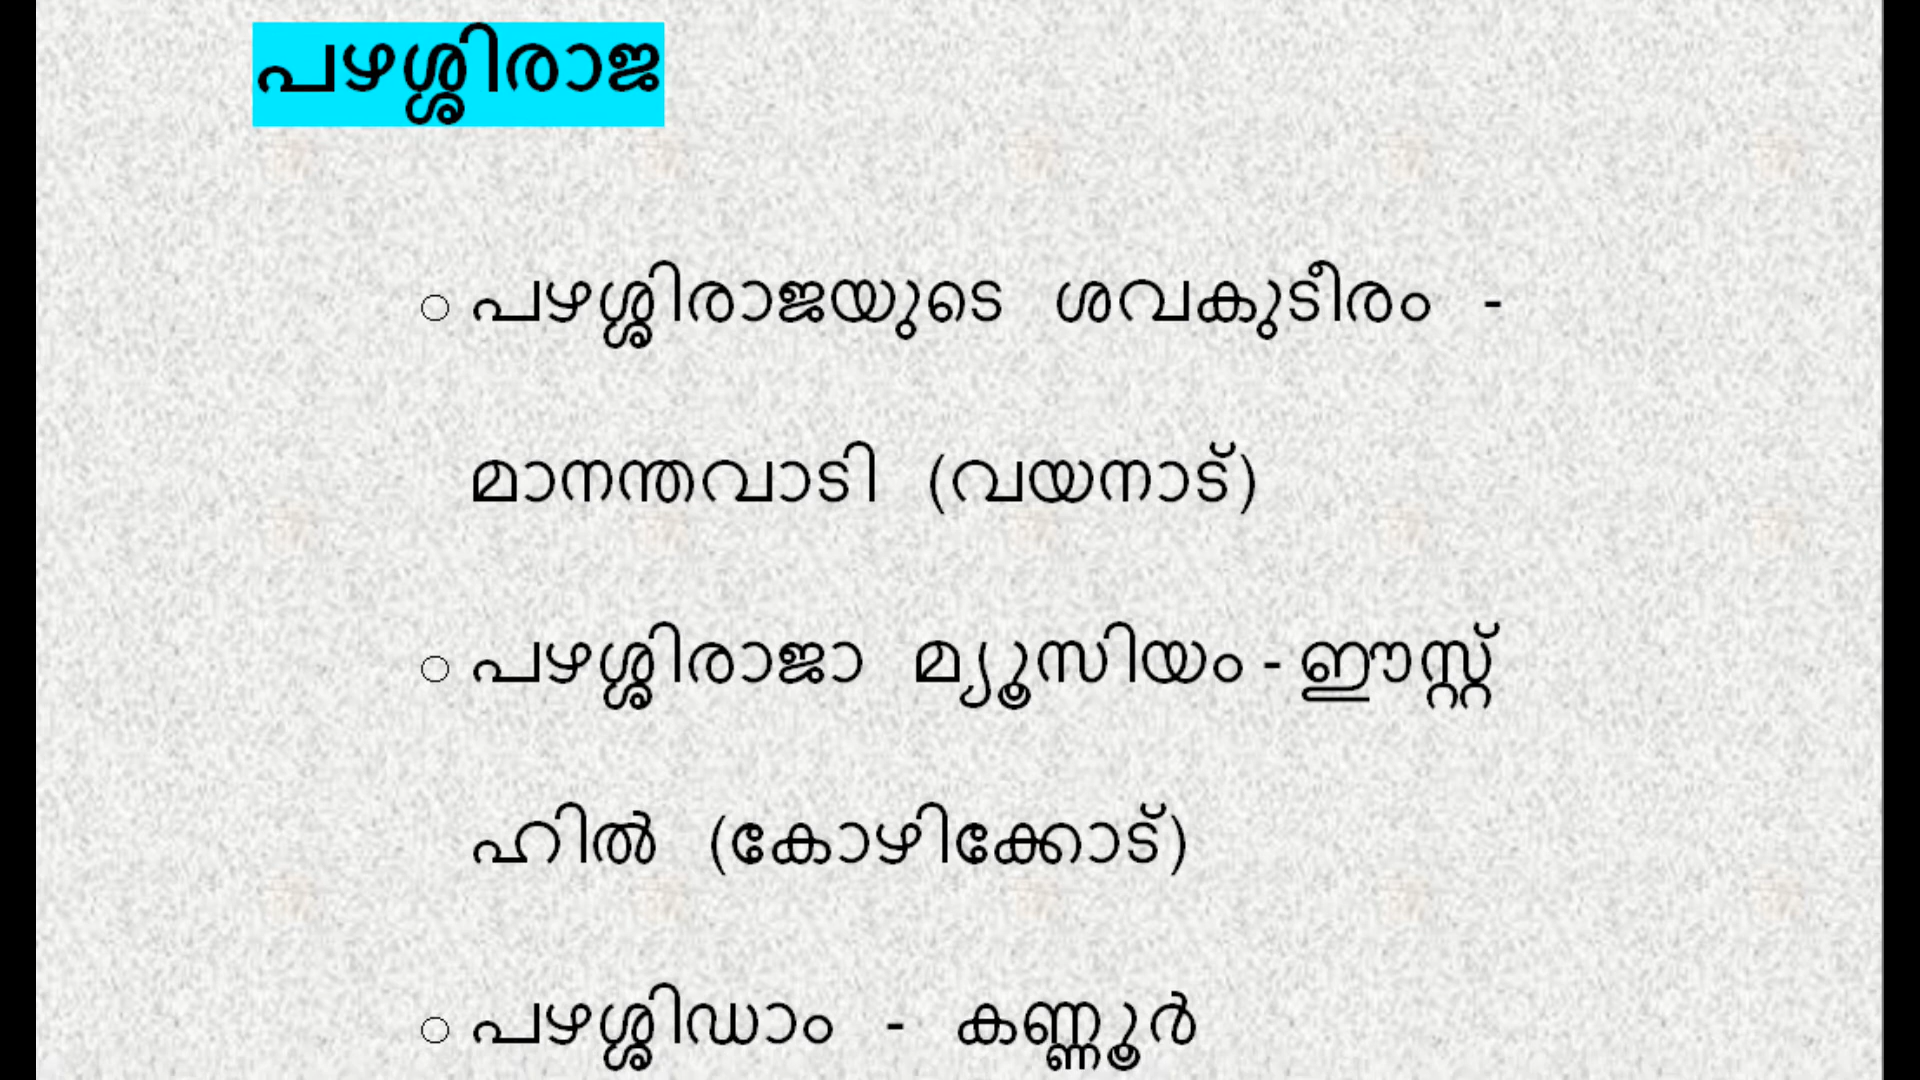 പഴശ്ശിരാജ
○ പഴശ്ശിരാജയുടെ ശവകുടീരം -
മാനന്തവാടി (വയനാട്)
○ പഴശ്ശിരാജാ മ്യൂസിയം - ഈസ്റ്റ്
ഹിൽ (കോഴിക്കോട്)
○ പഴശ്ശിഡാം - കണ്ണൂർ